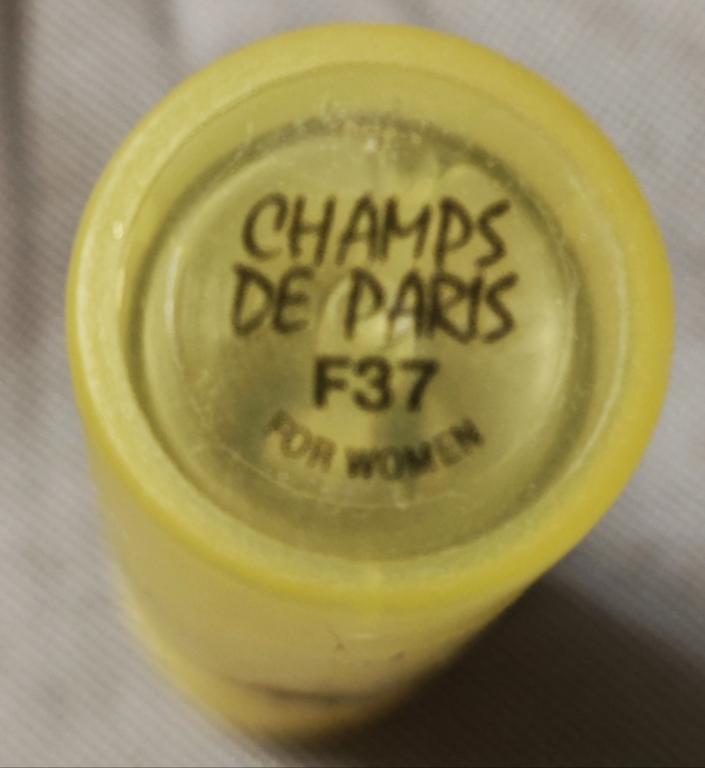 CHAMPS
DE PARIS
F37
FOR WOMEN